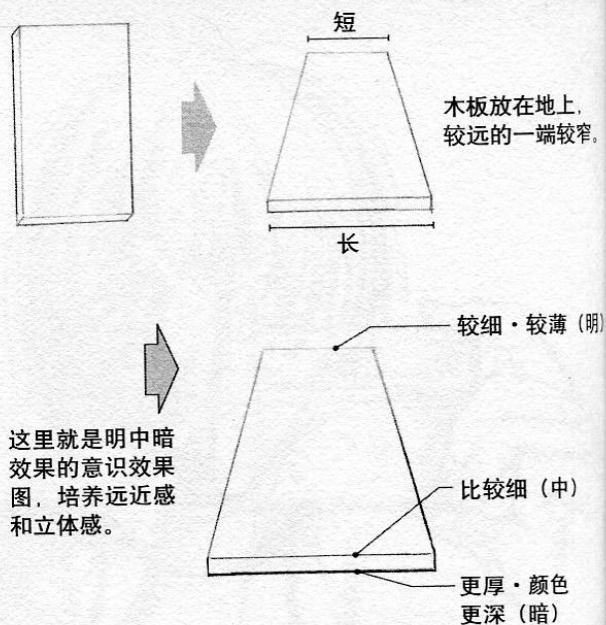 短
木板放在地上，
较远的一端较窄。
长
较细·较薄（明）
这里就是明中暗
效果的意识效果
图，培养远近感
和立体感。
比较细（中）
更厚·颜色
更深（暗）